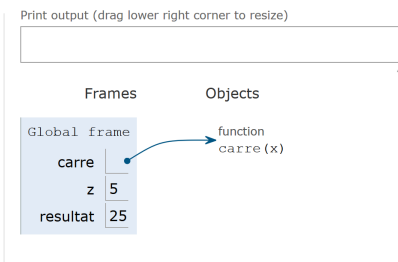 Print output (drag lower right corner to resize)
Frames Objects
Global frame
function
carre(x)
carre
z 5
resultat 25